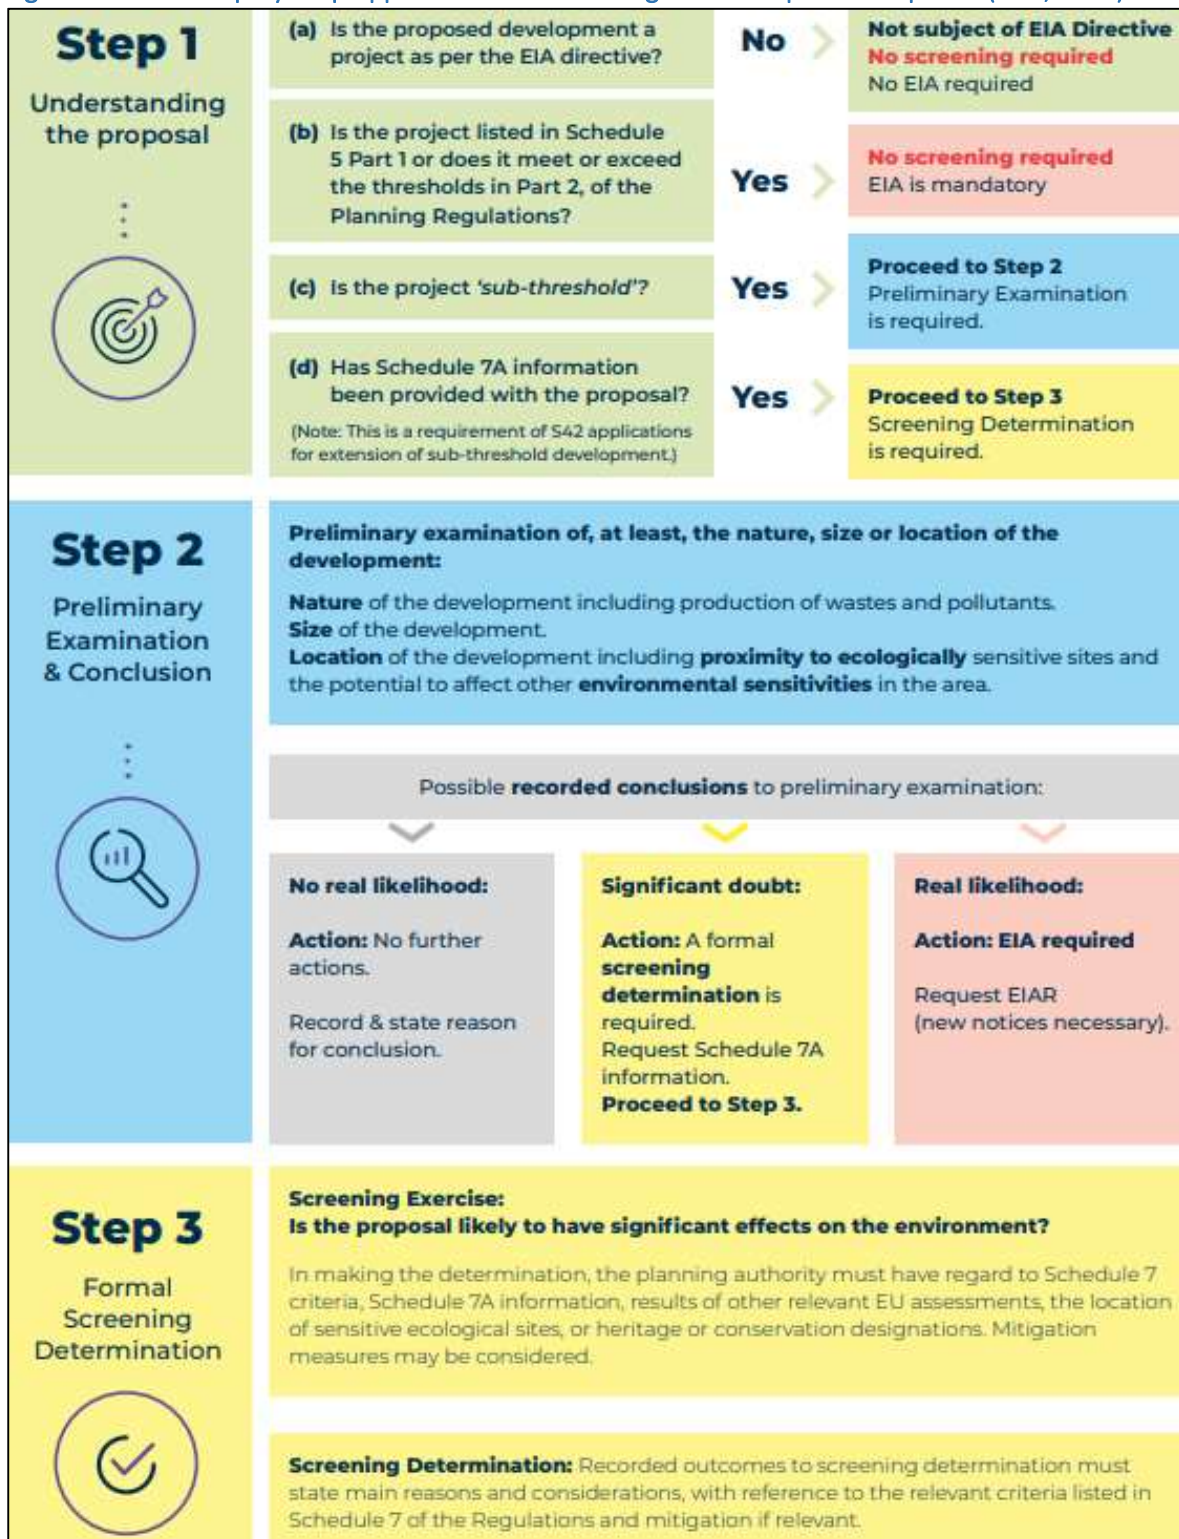 Step 1
Understanding
the proposal
(a) Is the proposed development a
project as per the EIA directive?
No
Not subject of EIA Directive
No screening required
No EIA required
(b) Is the project listed in Schedule
5 Part 1 or does it meet or exceed
the thresholds in Part 2, of the
Planning Regulations?
Yes
No screening required
EIA is mandatory
(c) Is the project ‘sub-threshold’?
Yes
Proceed to Step 2
Preliminary Examination
is required.
(d) Has Schedule 7A information
been provided with the proposal?
(Note: This is a requirement of S42 applications
for extension of sub-threshold development.)
Yes
Proceed to Step 3
Screening Determination
is required.
Step 2
Preliminary
Examination
& Conclusion
Preliminary examination of, at least, the nature, size or location of the
development:
Nature of the development including production of wastes and pollutants.
Size of the development.
Location of the development including proximity to ecologically sensitive sites and
the potential to affect other environmental sensitivities in the area.
Possible recorded conclusions to preliminary examination:
No real likelihood:
Action: No further
actions.
Record & state reason
for conclusion.
Significant doubt:
Action: A formal
screening
determination is
required.
Request Schedule 7A
information.
Proceed to Step 3.
Real likelihood:
Action: EIA required
Request EIAR
(new notices necessary).
Step 3
Formal
Screening
Determination
Screening Exercise:
Is the proposal likely to have significant effects on the environment?
In making the determination, the planning authority must have regard to Schedule 7
criteria, Schedule 7A information, results of other relevant EU assessments, the location
of sensitive ecological sites, or heritage or conservation designations. Mitigation
measures may be considered.
Screening Determination: Recorded outcomes to screening determination must
state main reasons and considerations, with reference to the relevant criteria listed in
Schedule 7 of the Regulations and mitigation if relevant.